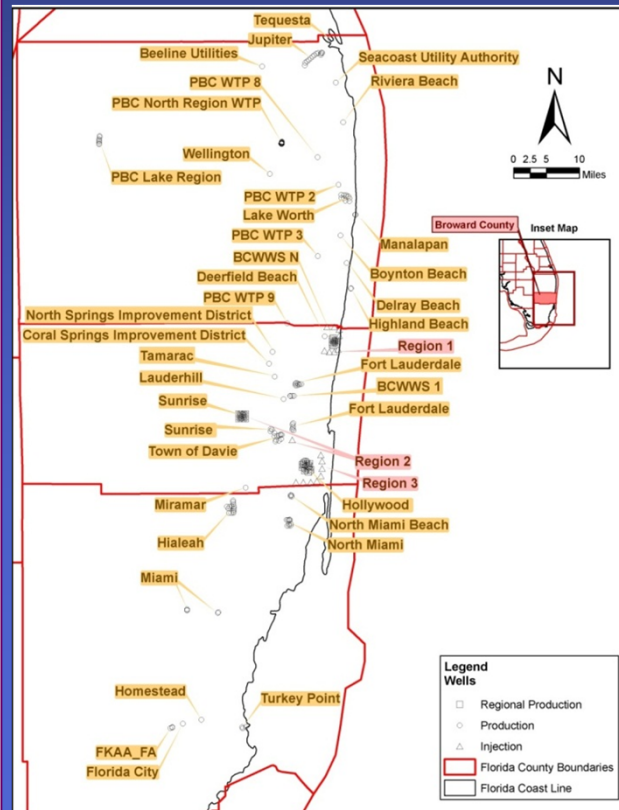 Tequesta
Jupiter
Beeline Utilities
Seacoast Utility Authority
PBC WTP 8
Riviera Beach
PBC North Region WTP
N
0 2.5 5 10
Miles
Wellington
PBC Lake Region
PBC WTP 2
Lake Worth
PBC WTP 3
Manalapan
Broward County
Inset Map
BCWWS N
Boynton Beach
Deerfield Beach
PBC WTP 9
Delray Beach
North Springs Improvement District
Highland Beach
Coral Springs Improvement District
Region 1
Tamarac
Fort Lauderdale
Lauderhill
BCWWS 1
Sunrise
Fort Lauderdale
Sunrise
Town of Davie
Region 2
Region 3
Miramar
Hollywood
North Miami Beach
Hialeah
North Miami
Miami
Homestead
Turkey Point
FKAA_FA
Florida City
Legend
Wells
Regional Production
Production
Injection
Florida County Boundaries
Florida Coast Line